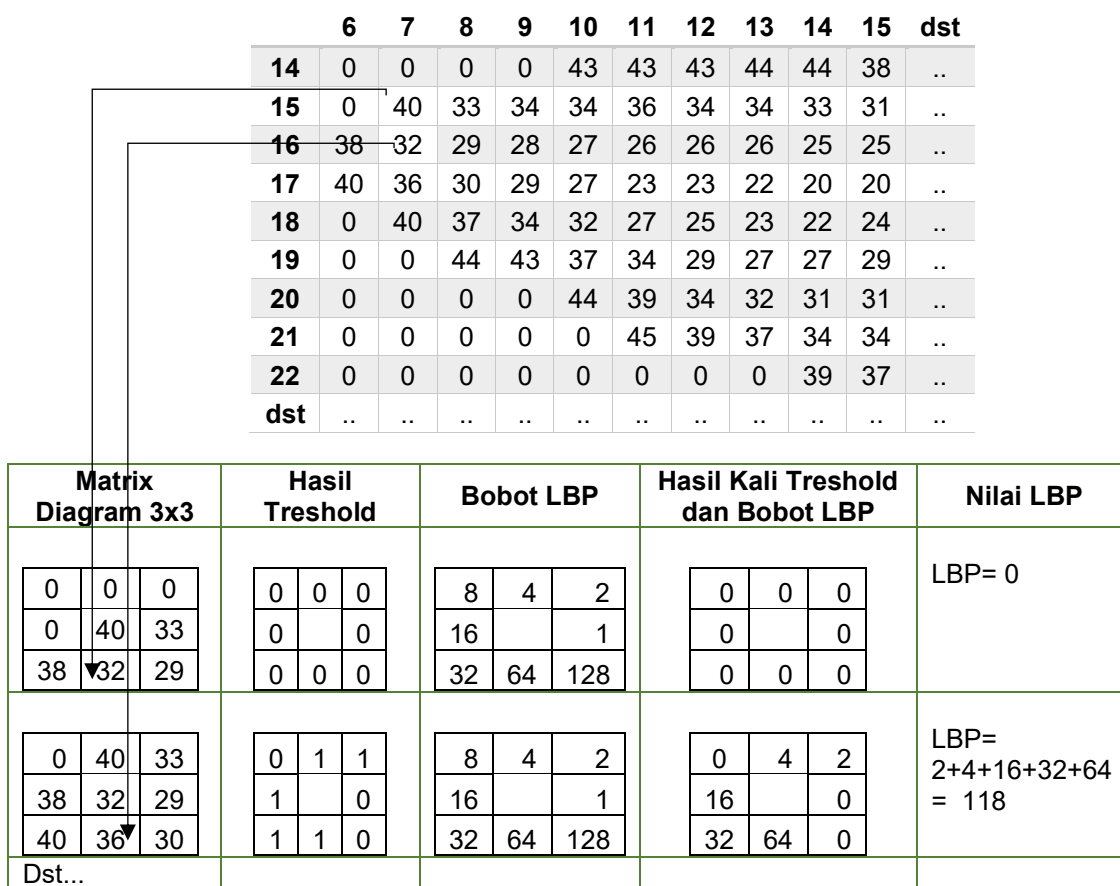 6 7 8 9 10 11 12 13 14 15 dst
14 0 0 0 0 43 43 43 44 44 38 ..
15 0 40 33 34 34 36 34 34 33 31 ..
16 38 32 29 28 27 26 26 26 25 25 ..
17 40 36 30 29 27 23 23 22 20 20 ..
18 0 40 37 34 32 27 25 23 22 24 ..
19 0 0 44 43 37 34 29 27 27 29 ..
20 0 0 0 0 44 39 34 32 31 31 ..
21 0 0 0 0 0 45 39 37 34 34 ..
22 0 0 0 0 0 0 0 0 39 37 ..
dst .. .. .. .. .. .. .. .. .. .. ..
Matrix
Diagram 3x3
Hasil
Treshold
Bobot LBP
Hasil Kali Treshold
dan Bobot LBP
Nilai LBP
0 0 0
0 40 33
38 32 29
0 0 0
0 0
0 0 0
8 4 2
16 1
32 64 128
0 0 0
0 0
0 0 0
LBP= 0
0 40 33
38 32 29
40 36 30
0 1 1
1 0
1 1 0
8 4 2
16 1
32 64 128
0 4 2
16 0
32 64 0
LBP=
2+4+16+32+64
= 118
Dst...